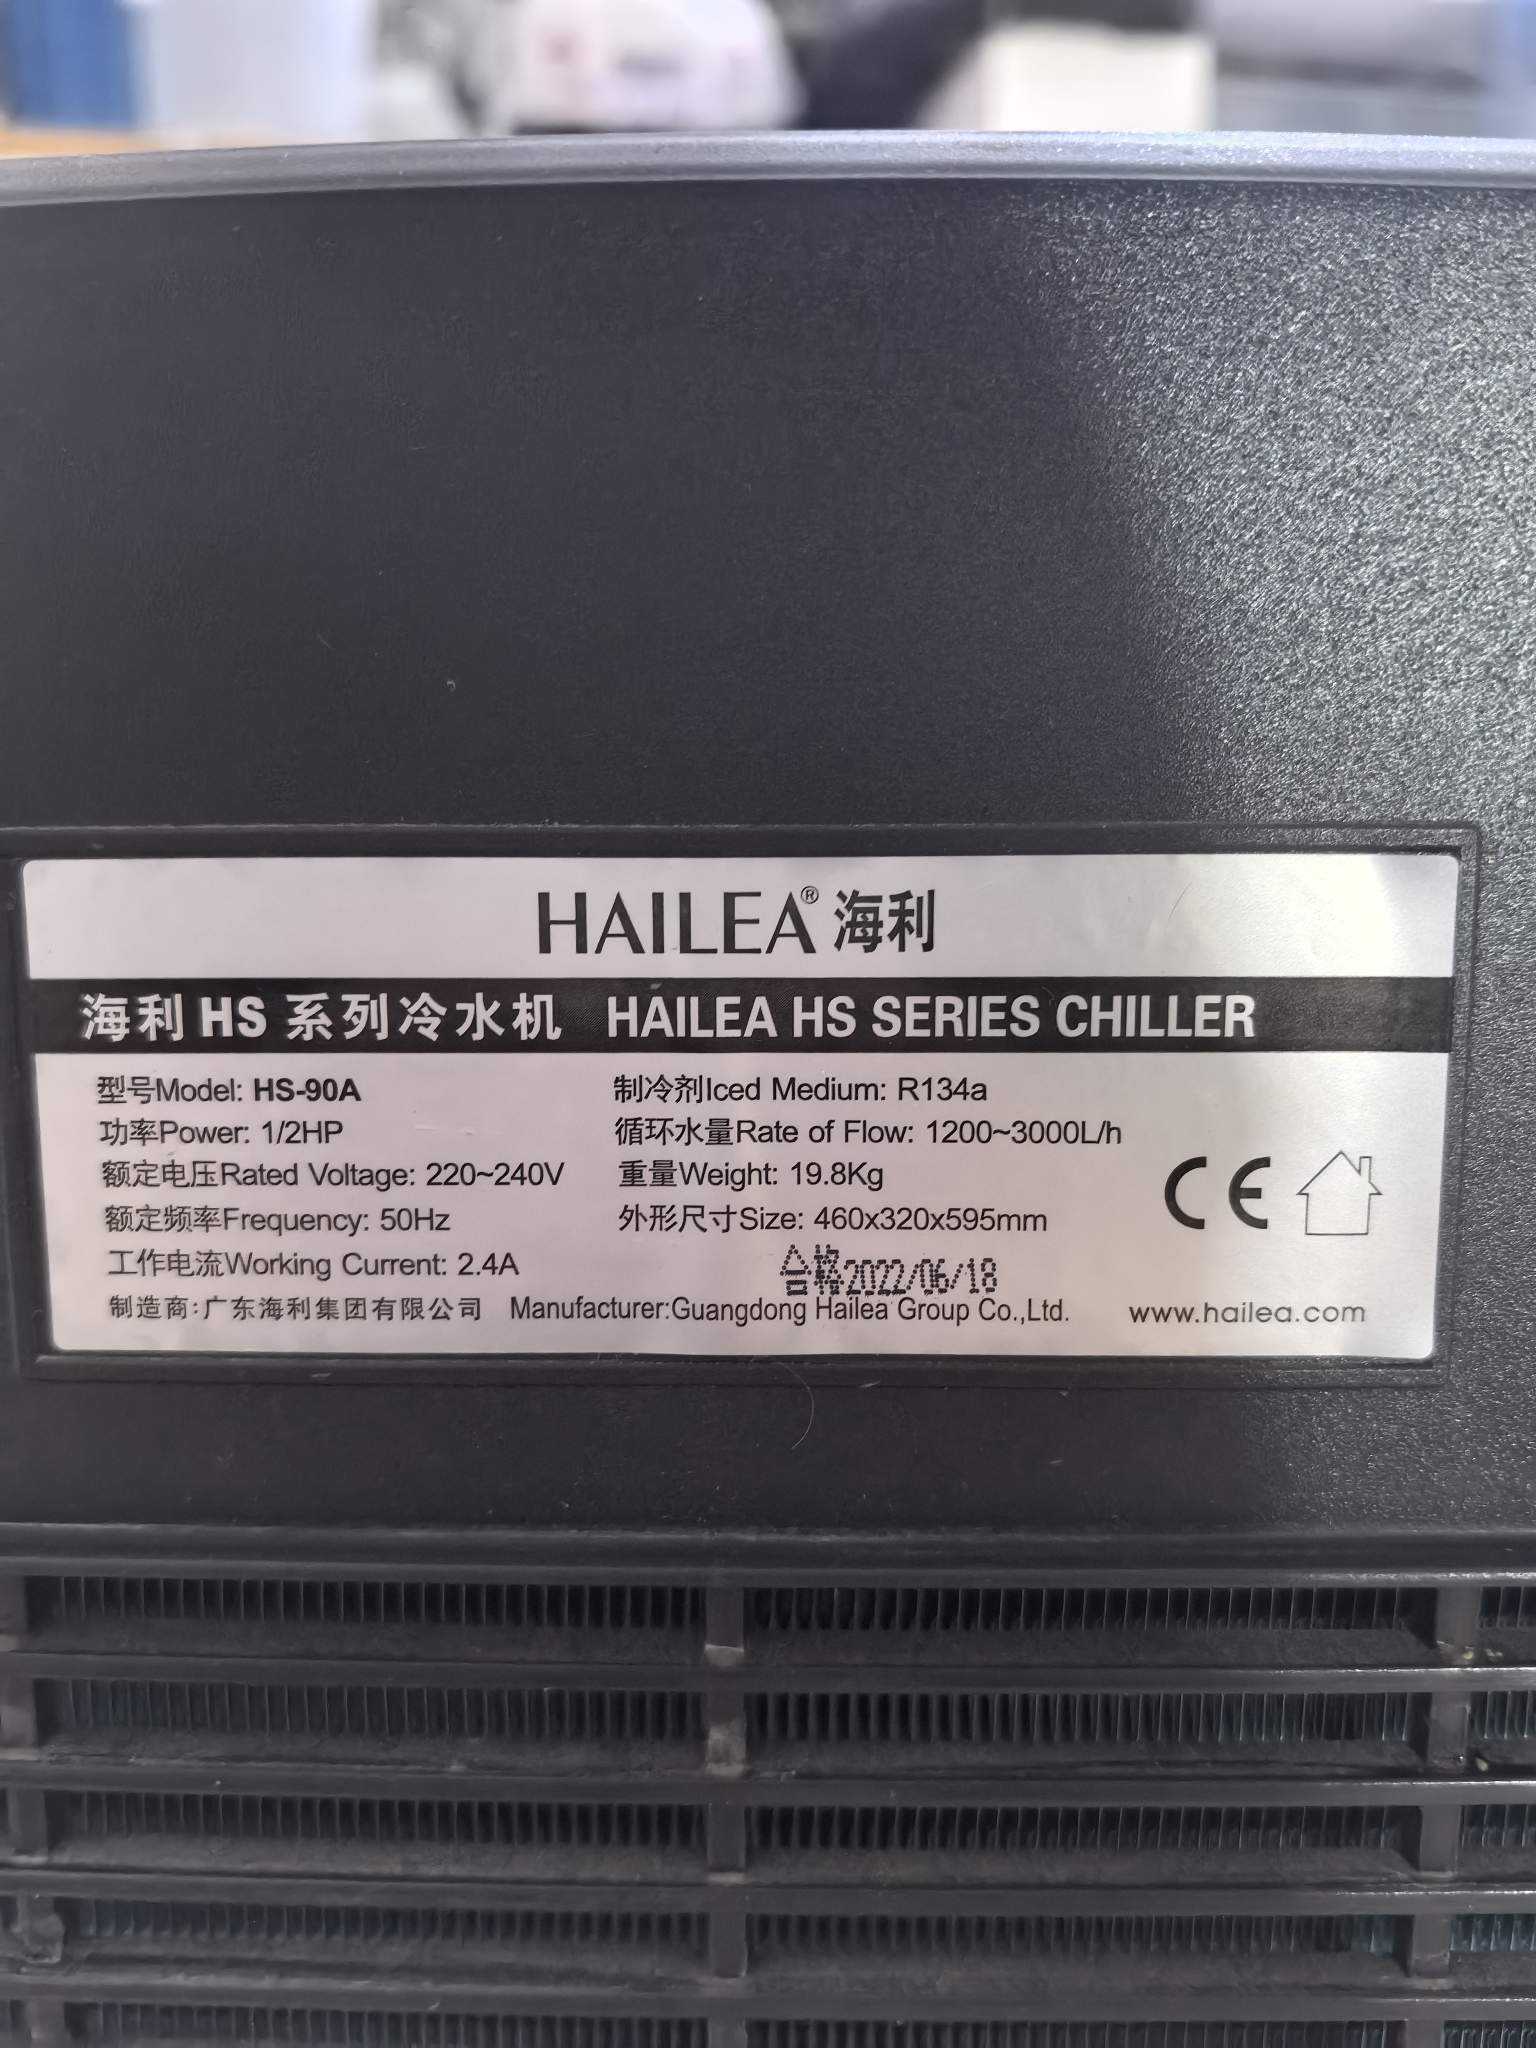 HAILEA® 海利
海利 HS 系列冷水机 HAILEA HS SERIES CHILLER
型号Model: HS-90A 制冷剂Iced Medium: R134a
功率Power: 1/2HP 循环水量Rate of Flow: 1200~3000L/h
额定电压Rated Voltage: 220~240V 重量Weight: 19.8Kg
额定频率Frequency: 50Hz 外形尺寸Size: 460x320x595mm
CE
工作电流Working Current: 2.4A 合格2022/06/18
制造商:广东海利集团有限公司 Manufacturer:Guangdong Hailea Group Co.,Ltd. www.hailea.com